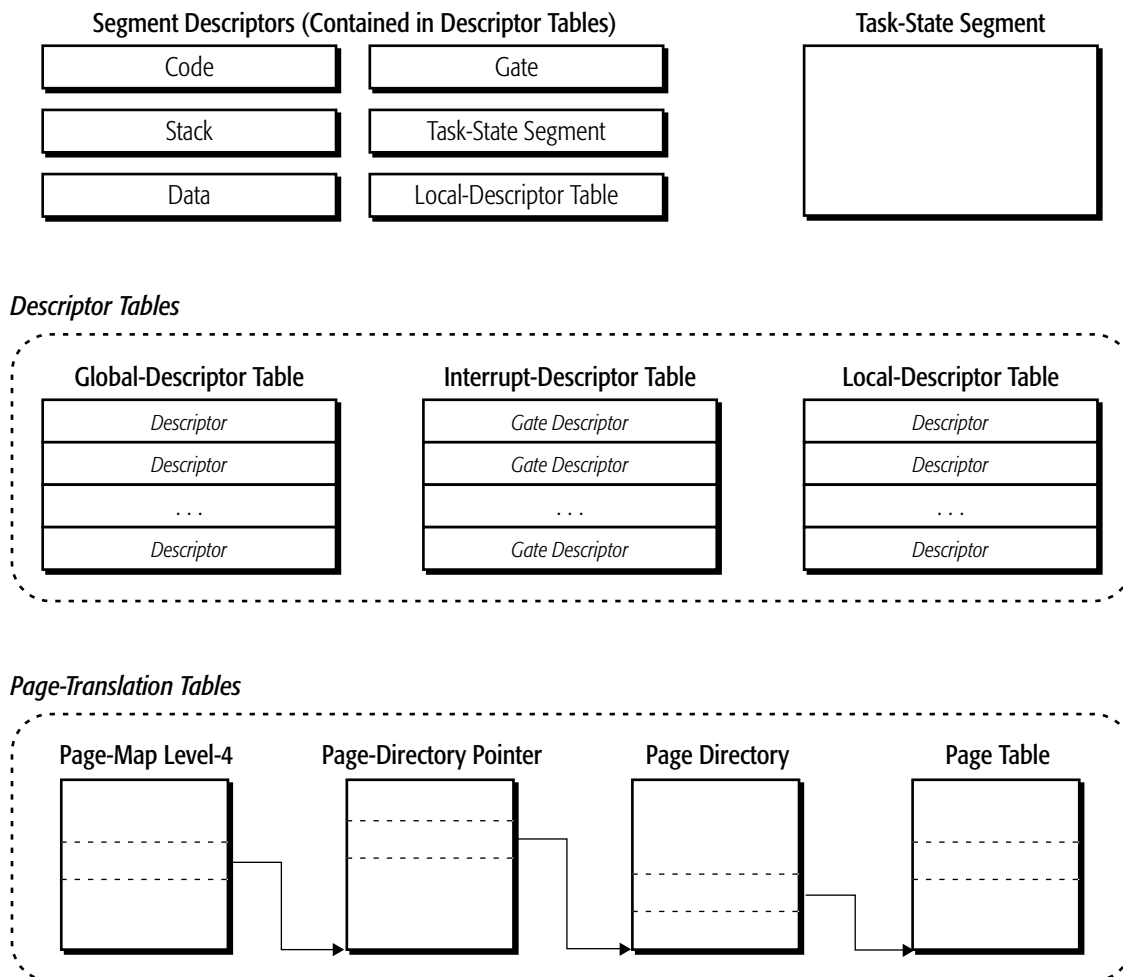 Segment Descriptors (Contained in Descriptor Tables)
Task-State Segment
Code
Gate
Stack
Task-State Segment
Data
Local-Descriptor Table
Descriptor Tables
Global-Descriptor Table
Interrupt-Descriptor Table
Local-Descriptor Table
Descriptor
Gate Descriptor
Descriptor
Descriptor
Gate Descriptor
Descriptor
. . .
. . .
. . .
Descriptor
Gate Descriptor
Descriptor
Page-Translation Tables
Page-Map Level-4
Page-Directory Pointer
Page Directory
Page Table